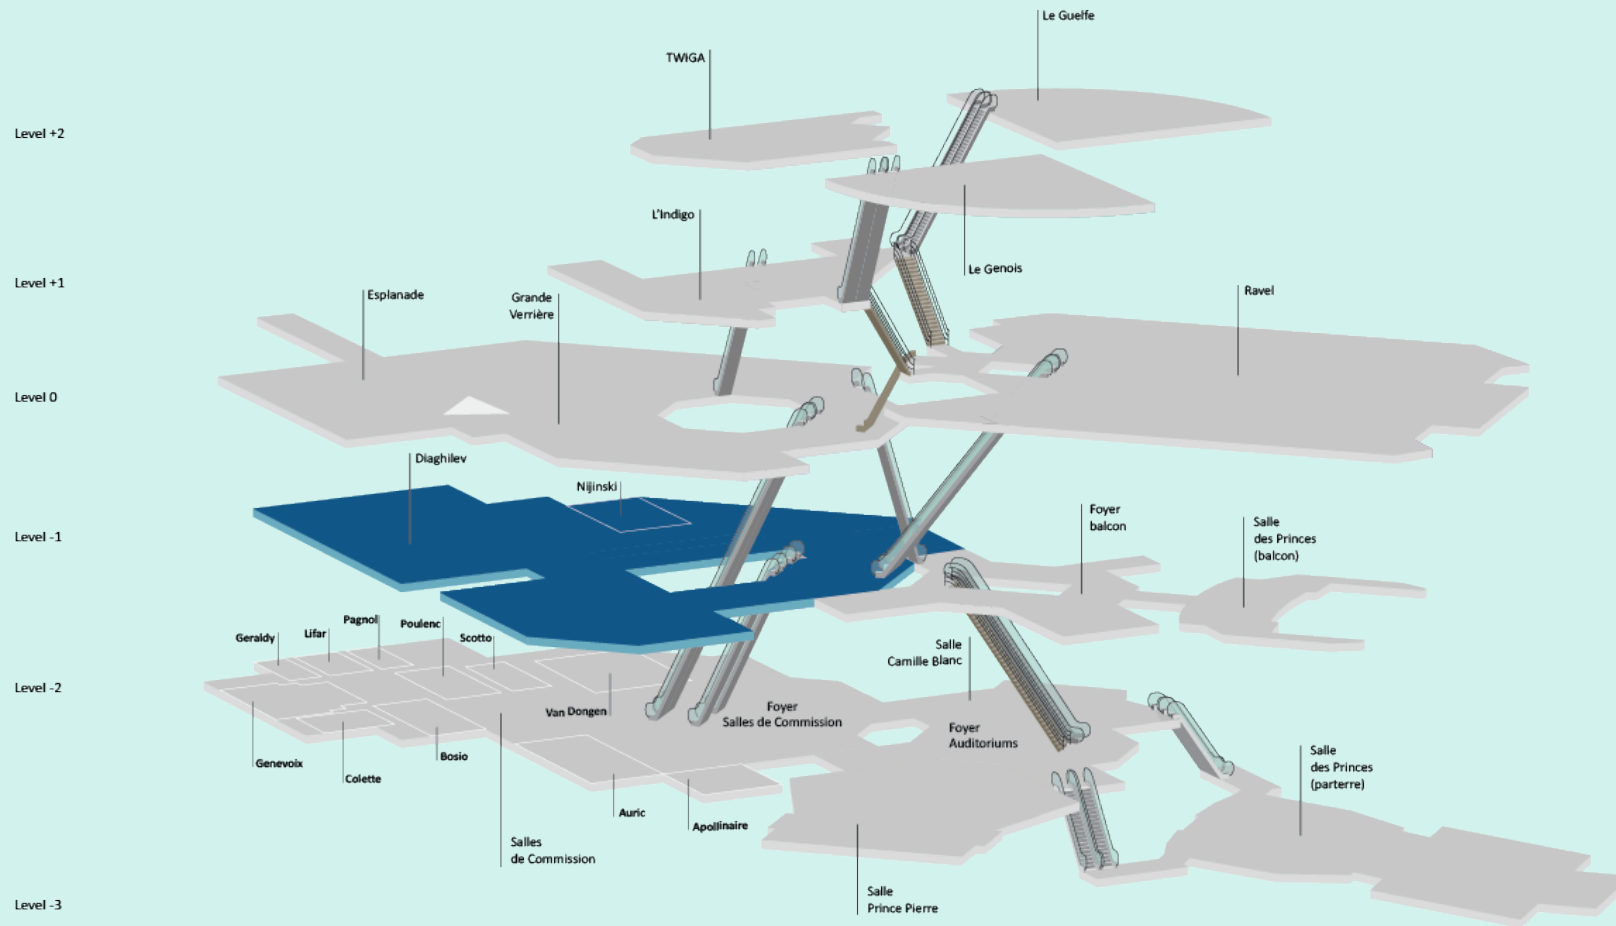 Le Guelfe
TWIGA
Level +2
L'Indigo
Le Genois
Level +1
Esplanade
Grande
Verrière
Ravel
Level 0
Diaghilev
Nijinski
Foyer
balcon
Salle
des Princes
(balcon)
Level -1
Geraldy
Lifar
Pagnol
Poulenc
Scotto
Salle
Camille Blanc
Level -2
Van Dongen
Foyer
Salles de Commission
Foyer
Auditoriums
Genevoix
Colette
Bosio
Salle
des Princes
(parterre)
Auric
Apollinaire
Salles
de Commission
Salle
Prince Pierre
Level -3